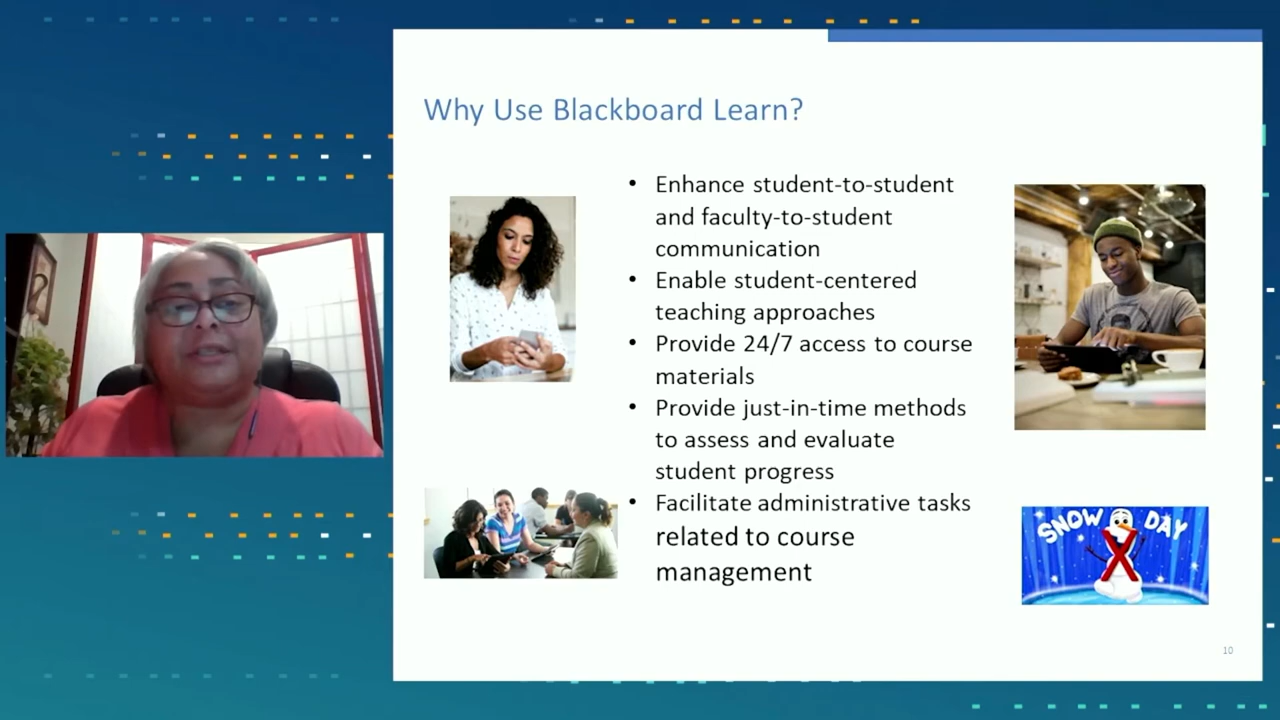 Why Use Blackboard Learn?
• Enhance student-to-student
and faculty-to-student
communication
• Enable student-centered
teaching approaches
• Provide 24/7 access to course
materials
• Provide just-in-time methods
to assess and evaluate
student progress
• Facilitate administrative tasks
related to course
management
SNOW DAY
X
10